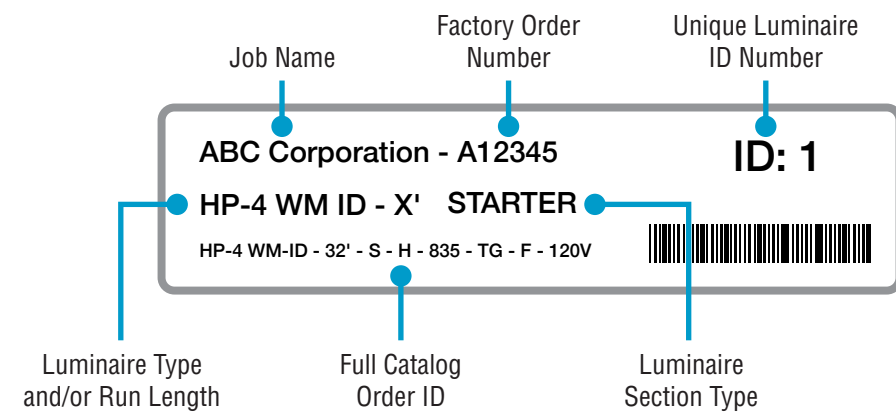 Job Name
Factory Order
Number
Unique Luminaire
ID Number
ABC Corporation - A12345
ID: 1
HP-4 WM ID - X' STARTER
HP-4 WM-ID - 32' - S - H - 835 - TG - F - 120V
Luminaire Type
and/or Run Length
Full Catalog
Order ID
Luminaire
Section Type